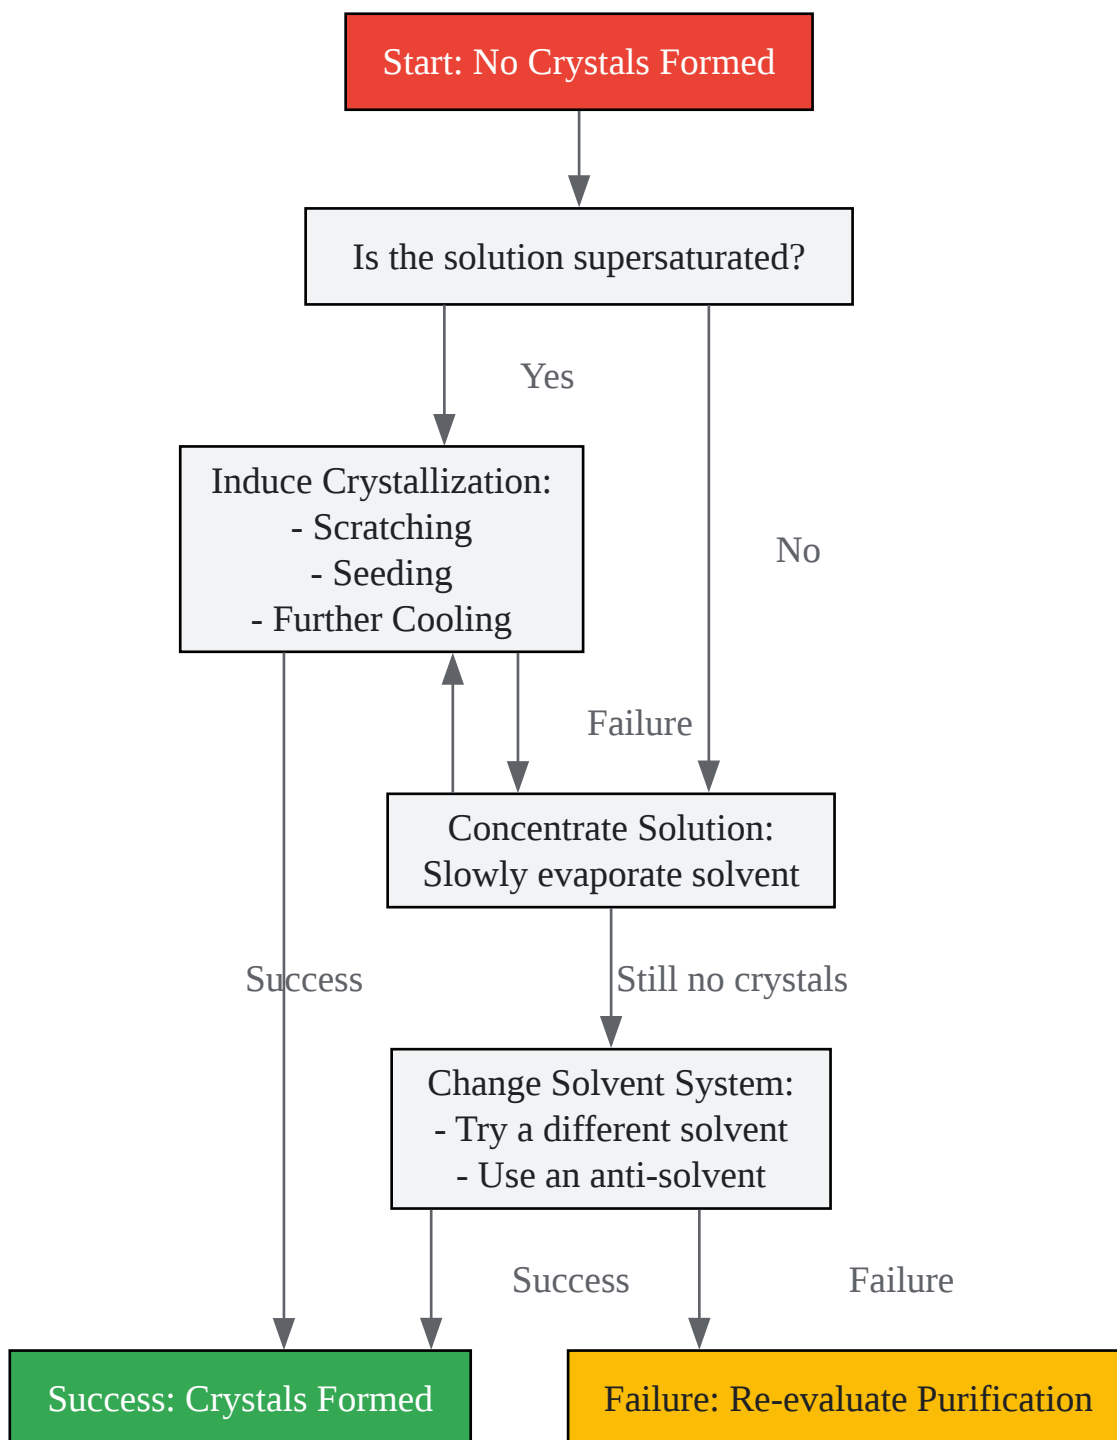 Start: No Crystals Formed
Is the solution supersaturated?
Yes
Induce Crystallization:
- Scratching
- Seeding
- Further Cooling
No
Failure
Concentrate Solution:
Slowly evaporate solvent
Success
Still no crystals
Change Solvent System:
- Try a different solvent
- Use an anti-solvent
Success
Failure
Success: Crystals Formed
Failure: Re-evaluate Purification